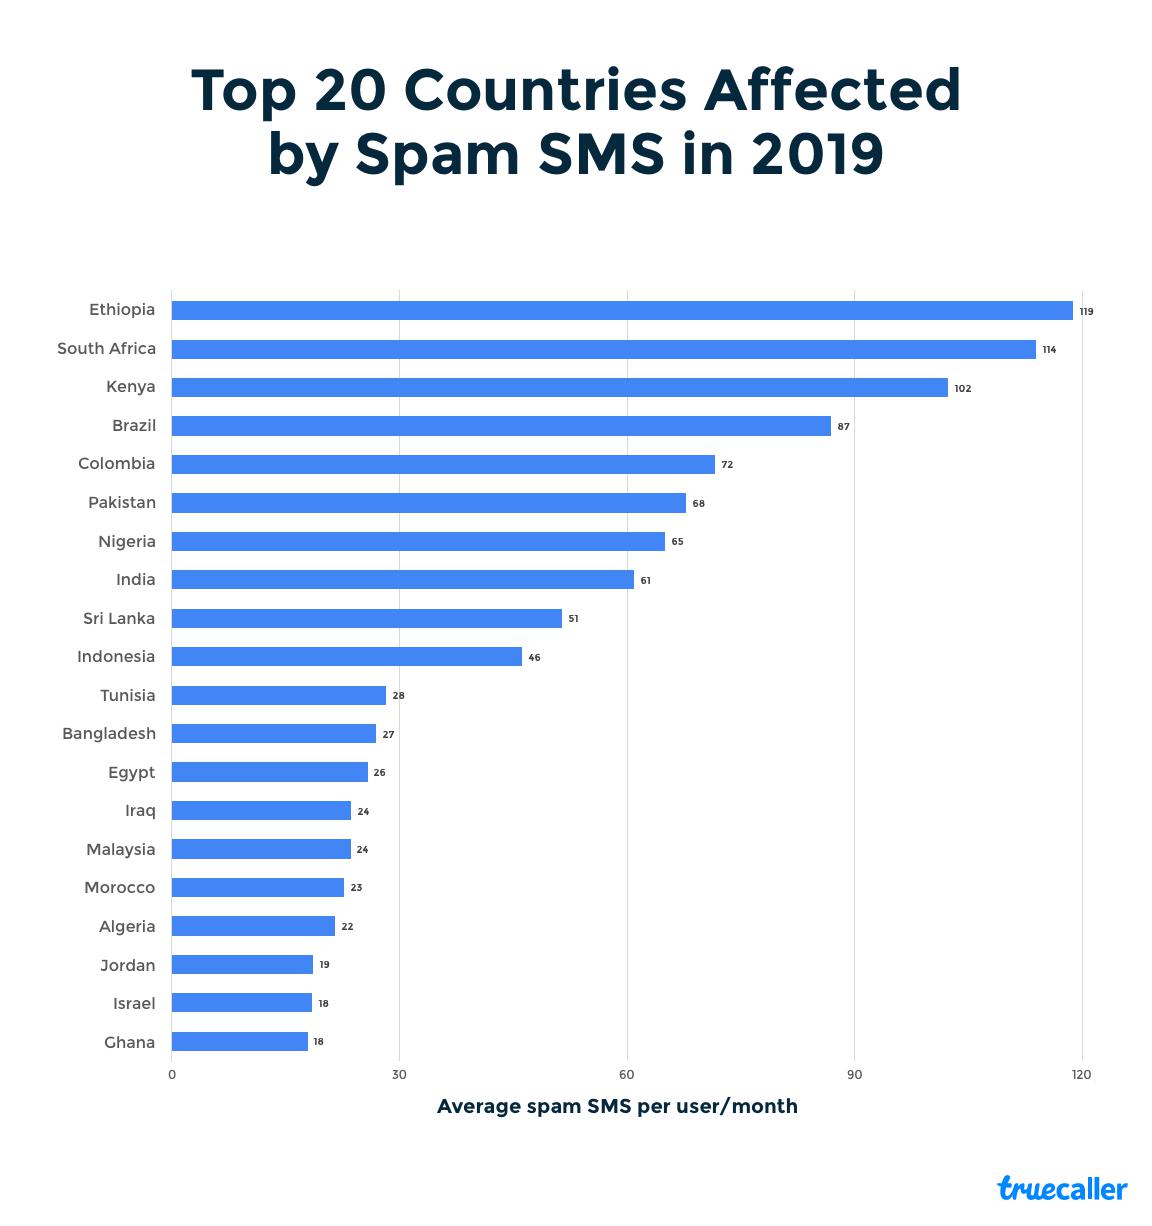 Top 20 Countries Affected
by Spam SMS in 2019
Ethiopia 119
South Africa 114
Kenya 102
Brazil 87
Colombia 72
Pakistan 68
Nigeria 65
India 61
Sri Lanka 51
Indonesia 46
Tunisia 28
Bangladesh 27
Egypt 26
Iraq 24
Malaysia 24
Morocco 23
Algeria 22
Jordan 19
Israel 18
Ghana 18
0 30 60 90 120
Average spam SMS per user/month
truecaller